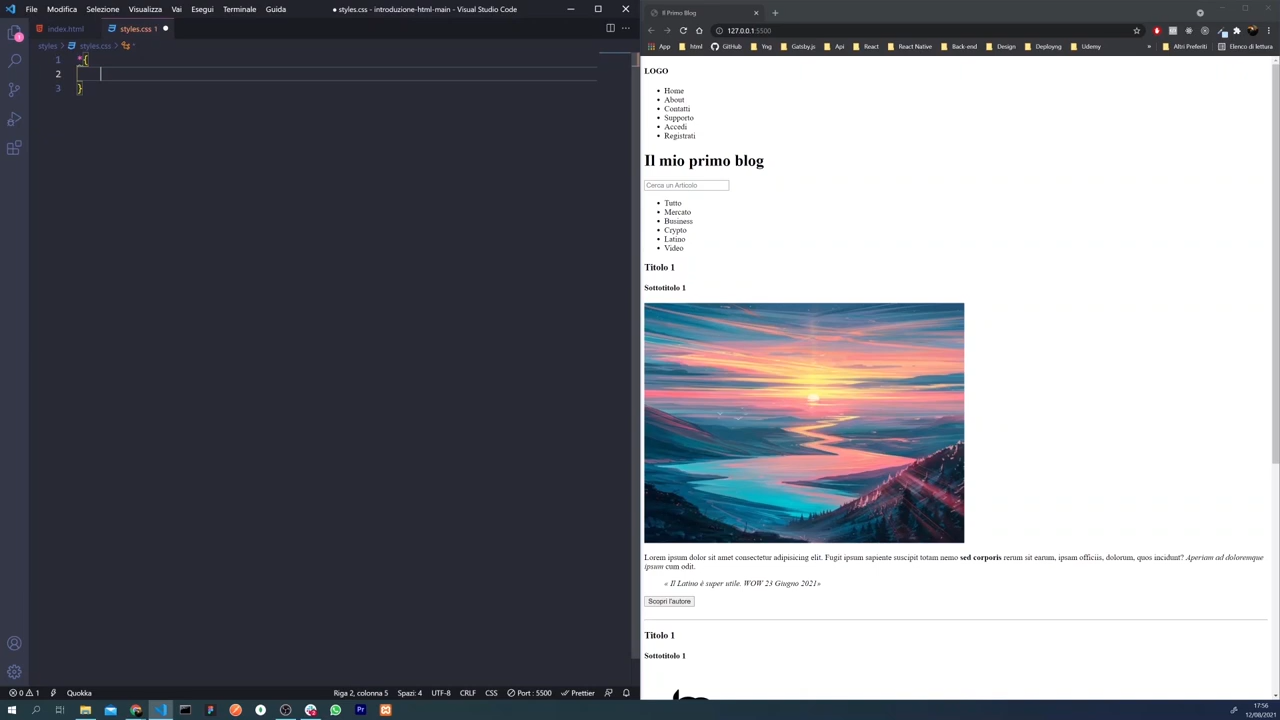 File Modifica Selezione Visualizza Vai Esegui Terminale Guida
● styles.css - introduzione-html-main - Visual Studio Code
index.html
styles.css 1 ●
styles > styles.css > *
*{
2
3 }
0 1 Quokka
Riga 2, colonna 5 Spazi: 4 UTF-8 CRLF CSS Port : 5500 Prettier
Il Primo Blog
127.0.0.1:5500
App html GitHub Yng Gatsby.js Api React React Native Back-end Design Deployng Udemy » Altri Preferiti Elenco di lettura
LOGO
• Home
• About
• Contatti
• Supporto
• Accedi
• Registrati
Il mio primo blog
Cerca un Articolo
• Tutto
• Mercato
• Business
• Crypto
• Latino
• Video
Titolo 1
Sottotitolo 1
Lorem ipsum dolor sit amet consectetur adipisicing elit. Fugit ipsum sapiente suscipit totam nemo sed corporis rerum sit earum, ipsam officiis, dolorum, quos incidunt? Aperiam ad doloremque
ipsum cum odit.
« Il Latino è super utile. WOW 23 Giugno 2021»
Scopri l'autore
Titolo 1
Sottotitolo 1
17:56
12/08/2021